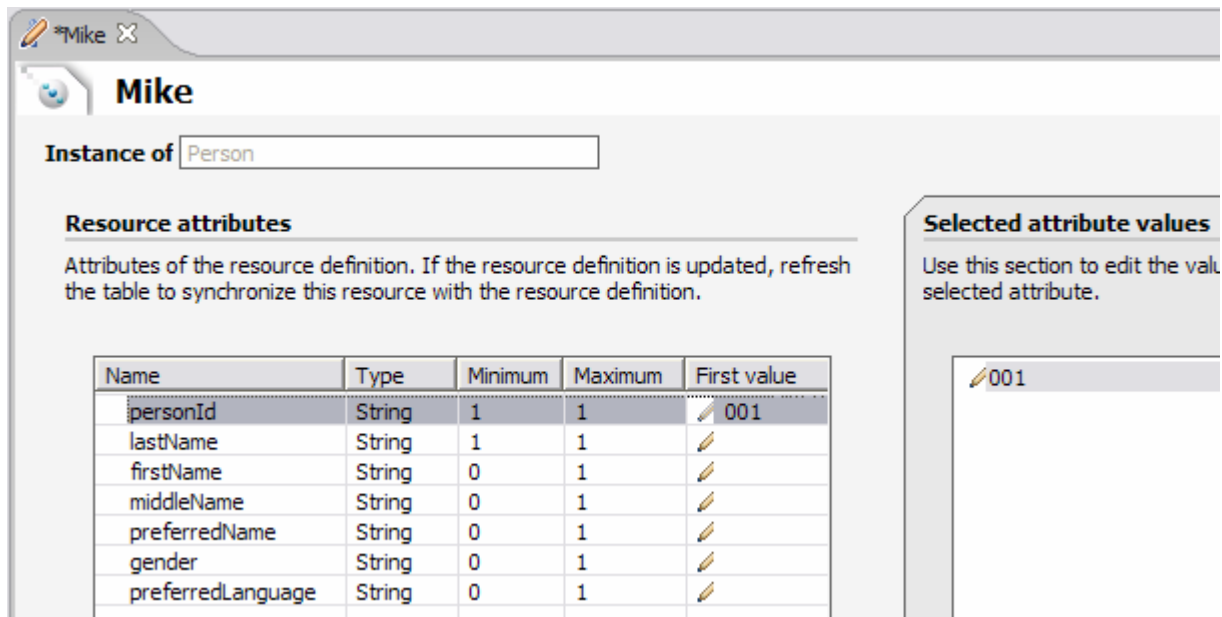 *Mike
Mike
Instance of Person
Resource attributes
Attributes of the resource definition. If the resource definition is updated, refresh
the table to synchronize this resource with the resource definition.
Name Type Minimum Maximum First value
personId String 1 1 001
lastName String 1 1
firstName String 0 1
middleName String 0 1
preferredName String 0 1
gender String 0 1
preferredLanguage String 0 1
Selected attribute values
Use this section to edit the valu
selected attribute.
001